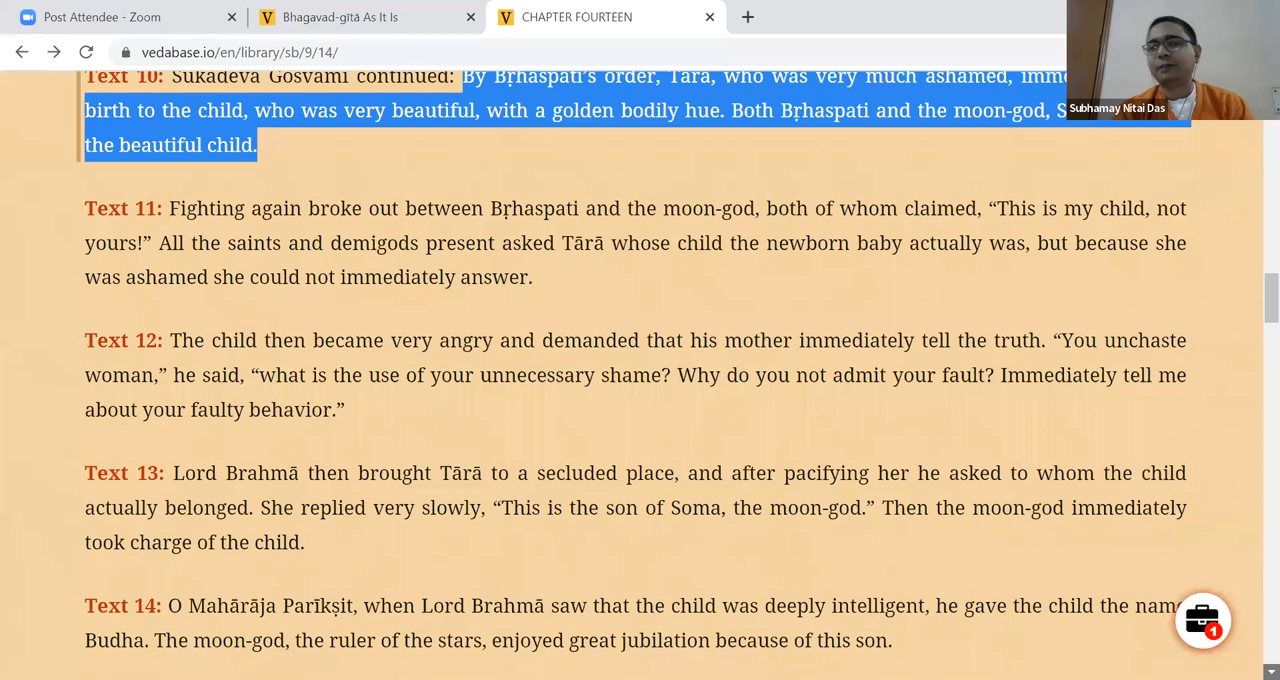 Post Attendee - Zoom
Bhagavad-gītā As It Is
CHAPTER FOURTEEN
vedabase.io/en/library/sb/9/14/
Subhamay Nitai Das
Text 10: Śukadeva Gosvāmī continued: By Bṛhaspati’s order, Tārā, who was very much ashamed,
birth to the child, who was very beautiful, with a golden bodily hue. Both Bṛhaspati and the moon-god,
the beautiful child.
Text 11: Fighting again broke out between Bṛhaspati and the moon-god, both of whom claimed, “This is my child, not
yours!” All the saints and demigods present asked Tārā whose child the newborn baby actually was, but because she
was ashamed she could not immediately answer.
Text 12: The child then became very angry and demanded that his mother immediately tell the truth. “You unchaste
woman,” he said, “what is the use of your unnecessary shame? Why do you not admit your fault? Immediately tell me
about your faulty behavior.”
Text 13: Lord Brahmā then brought Tārā to a secluded place, and after pacifying her he asked to whom the child
actually belonged. She replied very slowly, “This is the son of Soma, the moon-god.” Then the moon-god immediately
took charge of the child.
Text 14: O Mahārāja Parīkṣit, when Lord Brahmā saw that the child was deeply intelligent, he gave the child the name
Budha. The moon-god, the ruler of the stars, enjoyed great jubilation because of this son.
1